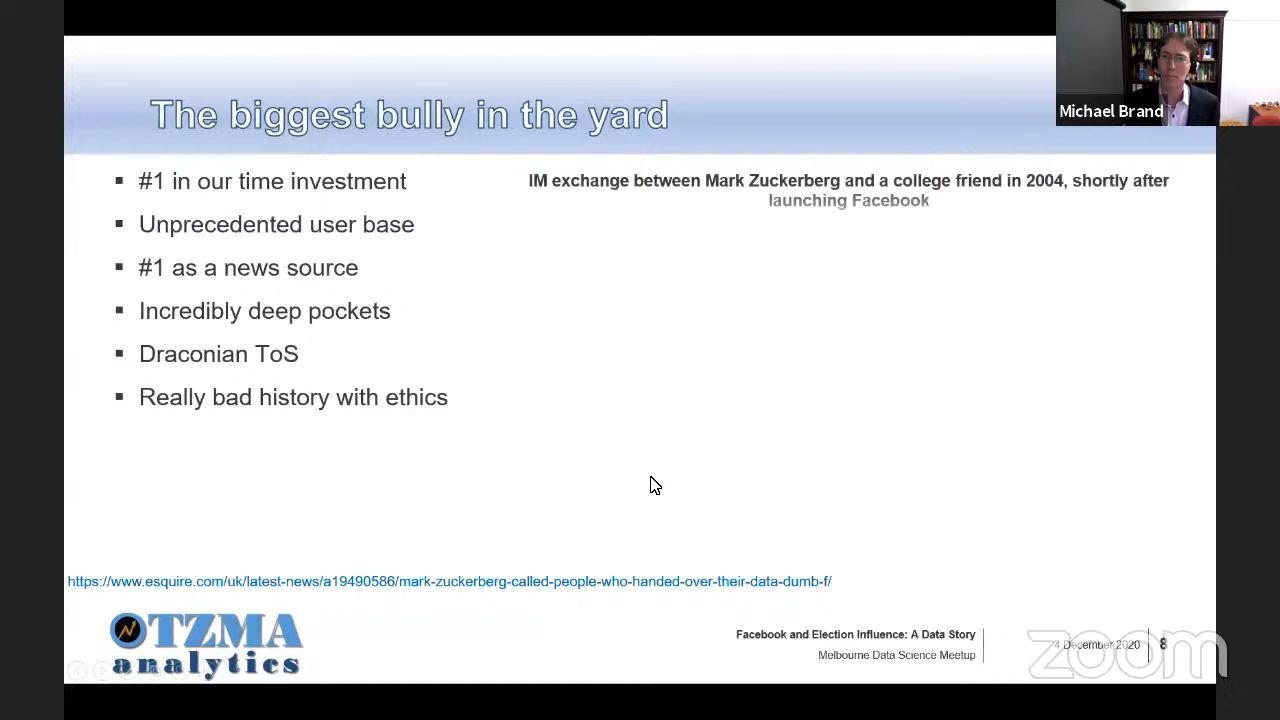 The biggest bully in the yard
Michael Brand
#1 in our time investment
Unprecedented user base
#1 as a news source
Incredibly deep pockets
Draconian ToS
Really bad history with ethics
IM exchange between Mark Zuckerberg and a college friend in 2004, shortly after
launching Facebook
https://www.esquire.com/uk/latest-news/a19490586/mark-zuckerberg-called-people-who-handed-over-their-data-dumb-f/
OTZMA
analytics
Facebook and Election Influence: A Data Story
Melbourne Data Science Meetup
4 December 2020
8
zoom